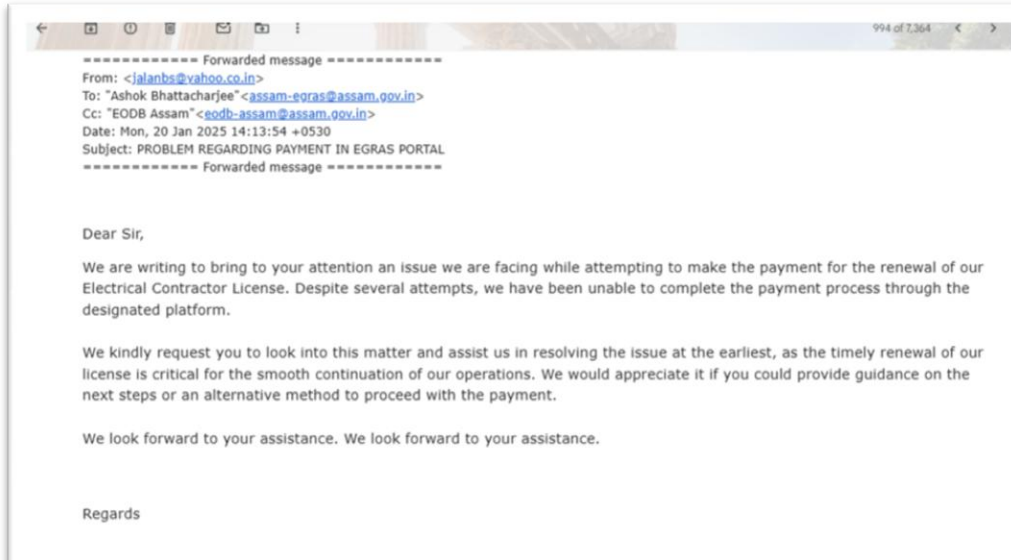 994 of 7,364
============ Forwarded message ============
From: <jalanbs@yahoo.co.in>
To: "Ashok Bhattacharjee"<assam-egras@assam.gov.in>
Cc: "EODB Assam"<eodb-assam@assam.gov.in>
Date: Mon, 20 Jan 2025 14:13:54 +0530
Subject: PROBLEM REGARDING PAYMENT IN EGRAS PORTAL
============ Forwarded message ============
Dear Sir,
We are writing to bring to your attention an issue we are facing while attempting to make the payment for the renewal of our
Electrical Contractor License. Despite several attempts, we have been unable to complete the payment process through the
designated platform.
We kindly request you to look into this matter and assist us in resolving the issue at the earliest, as the timely renewal of our
license is critical for the smooth continuation of our operations. We would appreciate it if you could provide guidance on the
next steps or an alternative method to proceed with the payment.
We look forward to your assistance. We look forward to your assistance.
Regards